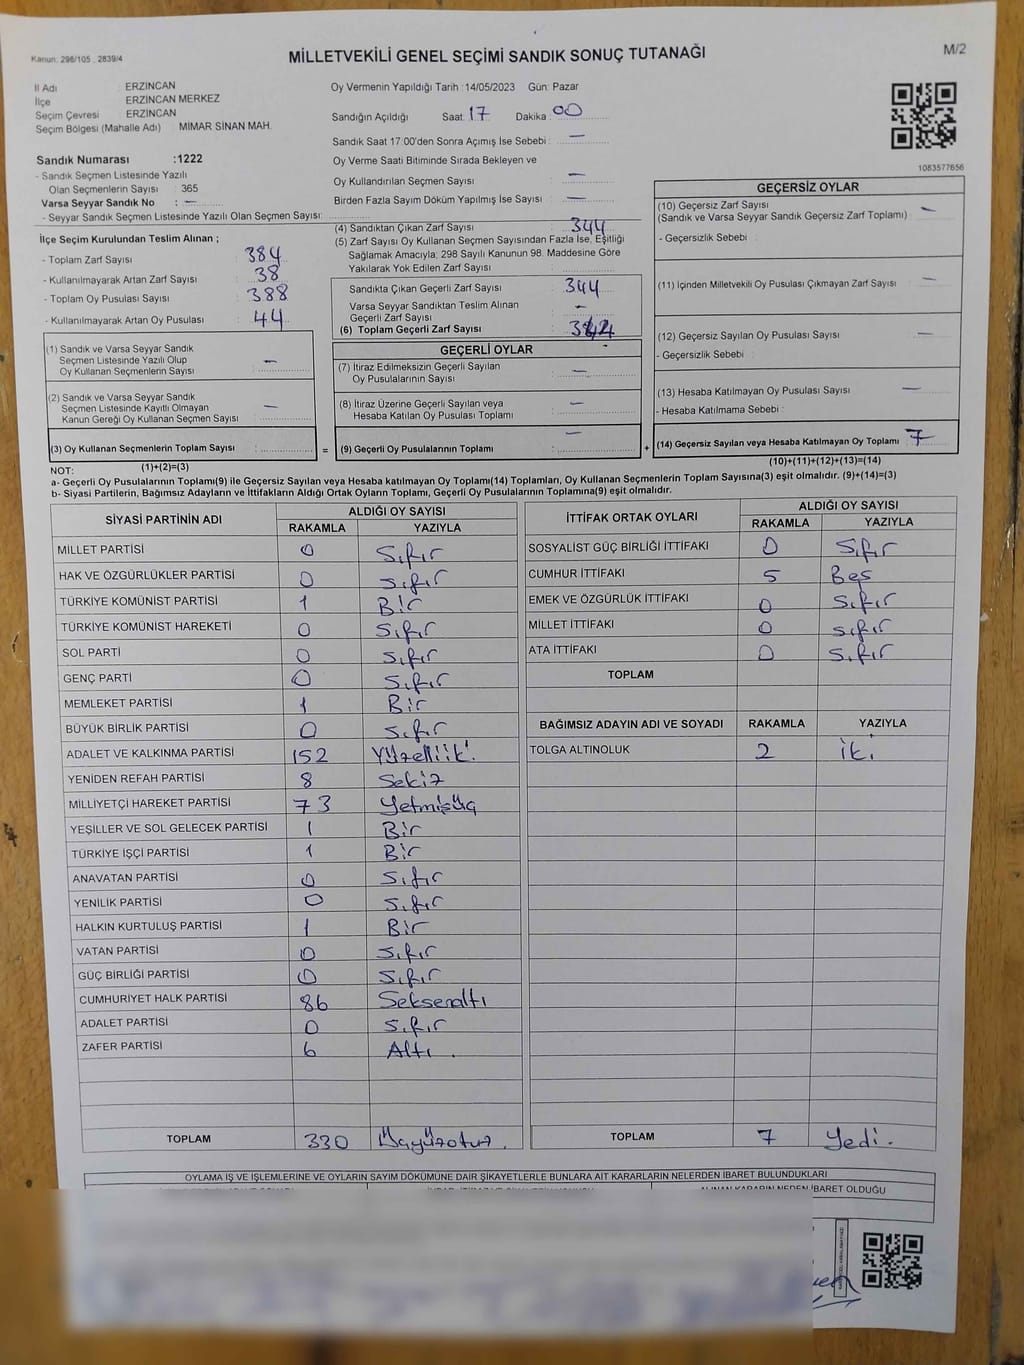 Kanun: 298/105 , 2839/4
MİLLETVEKİLİ GENEL SEÇİMİ SANDIK SONUÇ TUTANAĞI
M/2
İl Adı : ERZİNCAN
İlçe : ERZİNCAN MERKEZ
Seçim Çevresi : ERZİNCAN
Seçim Bölgesi (Mahalle Adı) : MİMAR SİNAN MAH.
Sandık Numarası :1222
- Sandık Seçmen Listesinde Yazılı
Olan Seçmenlerin Sayısı : 365
Varsa Seyyar Sandık No : —
- Seyyar Sandık Seçmen Listesinde Yazılı Olan Seçmen Sayısı:
Oy Vermenin Yapıldığı Tarih :14/05/2023 Gün: Pazar
Sandığın Açıldığı Saat: 17 Dakika: 00
Sandık Saat 17:00'den Sonra Açımış İse Sebebi : —
Oy Verme Saati Bitiminde Sırada Bekleyen ve
Oy Kullandırılan Seçmen Sayısı : —
Birden Fazla Sayım Döküm Yapılmış İse Sayısı : —
1083577656
İlçe Seçim Kurulundan Teslim Alınan ;
- Toplam Zarf Sayısı : 384
- Kullanılmayarak Artan Zarf Sayısı : 38
- Toplam Oy Pusulası Sayısı : 388
- Kullanılmayarak Artan Oy Pusulası : 44
(4) Sandıktan Çıkan Zarf Sayısı : 344
(5) Zarf Sayısı Oy Kullanan Seçmen Sayısından Fazla İse, Eşitliği
Sağlamak Amacıyla; 298 Sayılı Kanunun 98. Maddesine Göre
Yakılarak Yok Edilen Zarf Sayısı :
Sandıkta Çıkan Geçerli Zarf Sayısı : 344
Varsa Seyyar Sandıktan Teslim Alınan
Geçerli Zarf Sayısı : —
(6) Toplam Geçerli Zarf Sayısı :
GEÇERSİZ OYLAR
(10) Geçersiz Zarf Sayısı : —
(Sandık ve Varsa Seyyar Sandık Geçersiz Zarf Toplamı)
- Geçersizlik Sebebi :
(11) İçinden Milletvekili Oy Pusulası Çıkmayan Zarf Sayısı : —
(12) Geçersiz Sayılan Oy Pusulası Sayısı : —
- Geçersizlik Sebebi
(13) Hesaba Katılmayan Oy Pusulası Sayısı : —
- Hesaba Katılmama Sebebi :
(14) Geçersiz Sayılan veya Hesaba Katılmayan Oy Toplamı : 7
(10)+(11)+(12)+(13)=(14)
(1) Sandık ve Varsa Seyyar Sandık
Seçmen Listesinde Yazılı Olup
Oy Kullanan Seçmenlerin Sayısı : —
(2) Sandık ve Varsa Seyyar Sandık
Seçmen Listesinde Kayıtlı Olmayan
Kanun Gereği Oy Kullanan Seçmen Sayısı : —
(3) Oy Kullanan Seçmenlerin Toplam Sayısı : =
(1)+(2)=(3)
GEÇERLİ OYLAR
(7) İtiraz Edilmeksizin Geçerli Sayılan
Oy Pusulalarının Sayısı : —
(8) İtiraz Üzerine Geçerli Sayılan veya
Hesaba Katılan Oy Pusulası Toplamı : —
(9) Geçerli Oy Pusulalarının Toplamı : — +
NOT:
a- Geçerli Oy Pusulalarının Toplamı(9) ile Geçersiz Sayılan veya Hesaba katılmayan Oy Toplamı(14) Toplamları, Oy Kullanan Seçmenlerin Toplam Sayısına(3) eşit olmalıdır. (9)+(14)=(3)
b- Siyasi Partilerin, Bağımsız Adayların ve İttifakların Aldığı Ortak Oyların Toplamı, Geçerli Oy Pusulalarının Toplamına(9) eşit olmalıdır.
SİYASİ PARTİNİN ADI ALDIĞI OY SAYISI
RAKAMLA YAZIYLA
MİLLET PARTİSİ 0 Sıfır
HAK VE ÖZGÜRLÜKLER PARTİSİ 0 Sıfır
TÜRKİYE KOMÜNİST PARTİSİ 1 Bir
TÜRKİYE KOMÜNİST HAREKETİ 0 Sıfır
SOL PARTİ 0 Sıfır
GENÇ PARTİ 0 Sıfır
MEMLEKET PARTİSİ 1 Bir
BÜYÜK BİRLİK PARTİSİ 0 Sıfır
ADALET VE KALKINMA PARTİSİ 152 Yüzelliiki
YENİDEN REFAH PARTİSİ 8 Sekiz
MİLLİYETÇİ HAREKET PARTİSİ 73 Yetmişüç
YEŞİLLER VE SOL GELECEK PARTİSİ 1 Bir
TÜRKİYE İŞÇİ PARTİSİ 1 Bir
ANAVATAN PARTİSİ 0 Sıfır
YENİLİK PARTİSİ 0 Sıfır
HALKIN KURTULUŞ PARTİSİ 1 Bir
VATAN PARTİSİ 0 Sıfır
GÜÇ BİRLİĞİ PARTİSİ 0 Sıfır
CUMHURİYET HALK PARTİSİ 86 Seksenaltı
ADALET PARTİSİ 0 Sıfır
ZAFER PARTİSİ 6 Altı .
TOPLAM 330 Üçyüzotuz .
İTTİFAK ORTAK OYLARI ALDIĞI OY SAYISI
RAKAMLA YAZIYLA
SOSYALİST GÜÇ BİRLİĞİ İTTİFAKI 0 Sıfır
CUMHUR İTTİFAKI 5 Beş
EMEK VE ÖZGÜRLÜK İTTİFAKI 0 Sıfır
MİLLET İTTİFAKI 0 Sıfır
ATA İTTİFAKI 0 Sıfır
TOPLAM
BAĞIMSIZ ADAYIN ADI VE SOYADI RAKAMLA YAZIYLA
TOLGA ALTINOLUK 2 İki
TOPLAM 7 Yedi.
OYLAMA İŞ VE İŞLEMLERİNE VE OYLARIN SAYIM DÖKÜMÜNE DAİR ŞİKAYETLERLE BUNLARA AİT KARARLARIN NELERDEN İBARET BULUNDUKLARI
ALINAN KARARIN NEDEN İBARET OLDUĞU